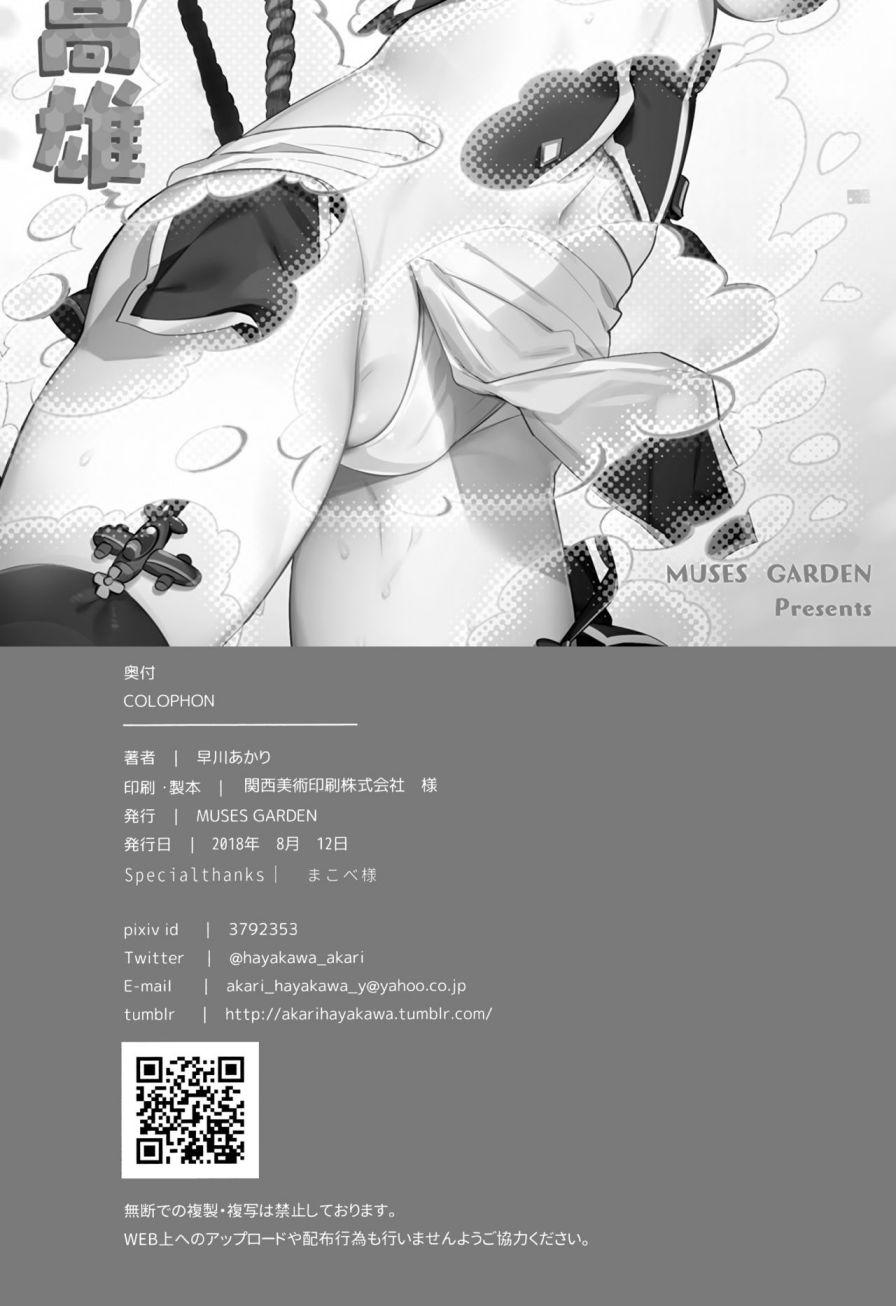 高雄
MUSES GARDEN
Presents
奥付
COLOPHON
著者 | 早川あかり
印刷・製本 | 関西美術印刷株式会社 様
発行 | MUSES GARDEN
発行日 | 2018年 8月 12日
Specialthanks | まこべ様
pixiv id | 3792353
Twitter | @hayakawa_akari
E-mail | akari_hayakawa_y@yahoo.co.jp
tumblr | http://akarihayakawa.tumblr.com/
無断での複製・複写は禁止しております。
WEB上へのアップロードや配布行為も行いませんようご協力ください。